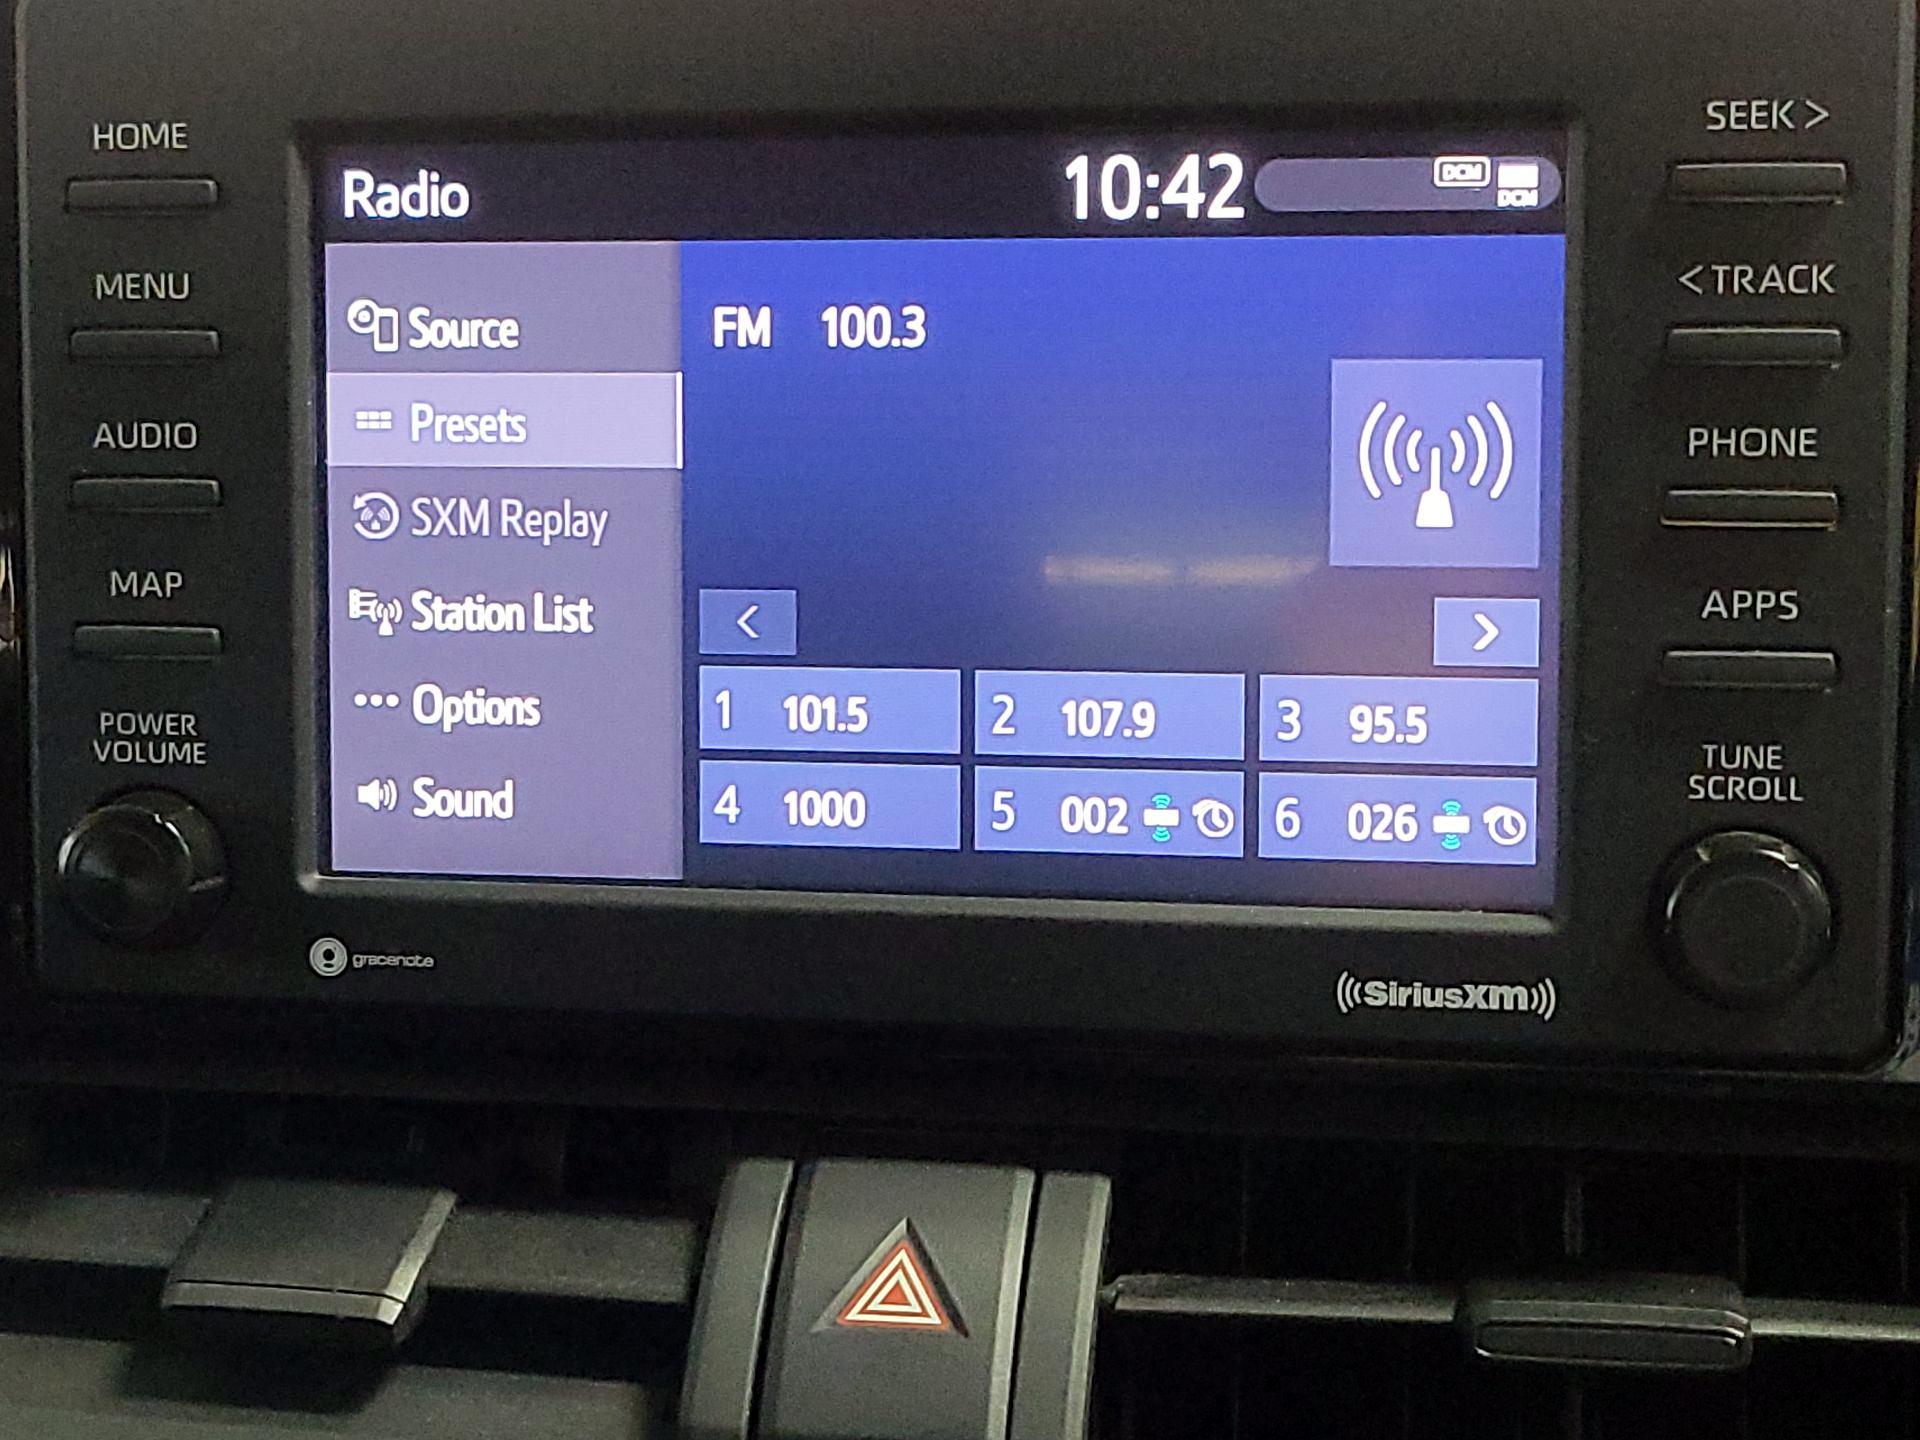 HOME
MENU
AUDIO
MAP
POWER
VOLUME
Radio
10:42
DCM
DCM
Source
Presets
SXM Replay
Station List
Options
Sound
FM 100.3
<
>
1 101.5
2 107.9
3 95.5
4 1000
5 002
6 026
SEEK >
< TRACK
PHONE
APPS
TUNE
SCROLL
gracenote
((SiriusXM))